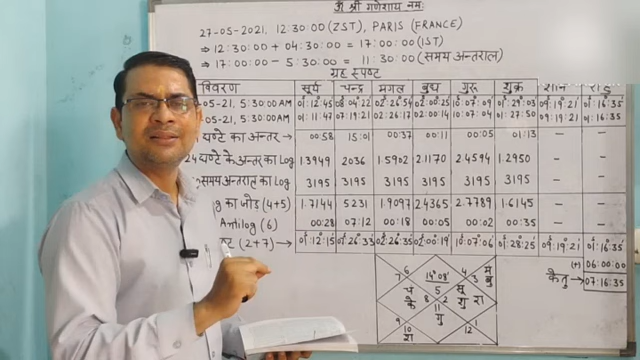 ॐ श्री गणेशाय नमः
27-05-2021, 12:30:00 (ZST), PARIS (FRANCE)
⇒ 12:30:00 + 04:30:00 = 17:00:00 (IST)
⇒ 17:00:00 - 5:30:00 = 11:30:00 (समय अन्तराल)
ग्रह स्पष्ट
विवरण सूर्य चन्द्र मंगल बुध गुरु शुक्र शनि राहु
05-21, 5:30:00 AM 01:12:45 08:04:22 02:26:54 02:00:25 10:07:09 01:29:03 09:19:21 01:16:35
05-21, 5:30:00 AM 01:11:47 07:19:21 02:26:17 02:00:14 10:07:04 01:27:50 09:19:21 01:16:35
घण्टे का अन्तर → 00:58 15:01 00:37 00:11 00:05 01:13 - -
घण्टे के अन्तर का Log 1.3949 2036 1.5902 2.1170 2.4594 1.2950 - -
समय अन्तराल का Log 3195 3195 3195 3195 3195 3195 - -
का जोड़ (4+5) 1.7144 5231 1.9097 2.4365 2.7789 1.6145 - -
Antilog (6) 00:28 07:12 00:18 00:05 00:02 00:35 - -
(2+7) → 01:12:15 07:26:33 02:26:35 02:00:19 10:07:06 01:28:25 09:19:21 01:16:35
(+) 06:00:00
केतु → 07:16:35
7 6 14° 08' 4 3 मं बु
5
चं के 8 2 सू शु रा
11
गु
9 10 श 12 1